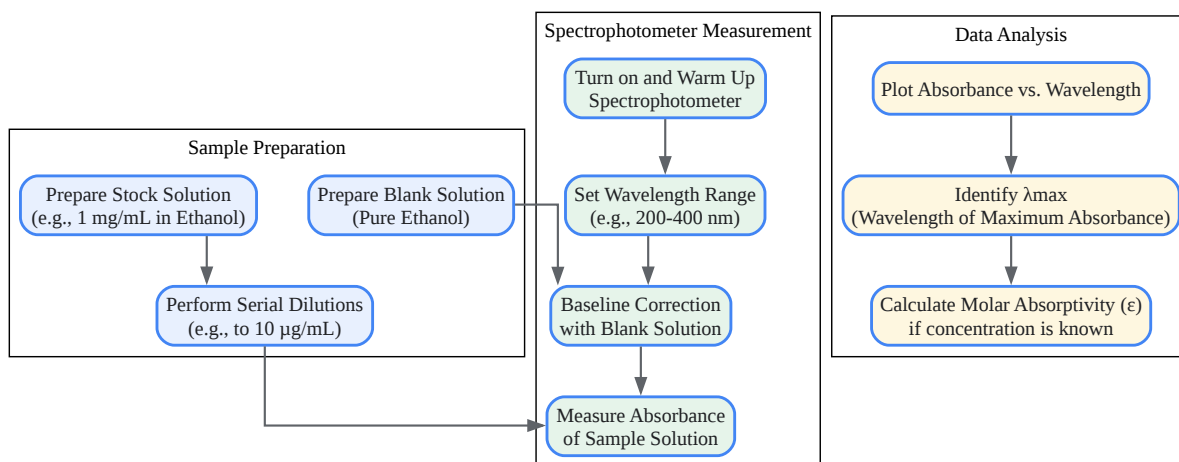 Sample Preparation
Prepare Stock Solution
(e.g., 1 mg/mL in Ethanol)
Prepare Blank Solution
(Pure Ethanol)
Perform Serial Dilutions
(e.g., to 10 µg/mL)
Spectrophotometer Measurement
Turn on and Warm Up
Spectrophotometer
Set Wavelength Range
(e.g., 200-400 nm)
Baseline Correction
with Blank Solution
Measure Absorbance
of Sample Solution
Data Analysis
Plot Absorbance vs. Wavelength
Identify λmax
(Wavelength of Maximum Absorbance)
Calculate Molar Absorptivity (ε)
if concentration is known